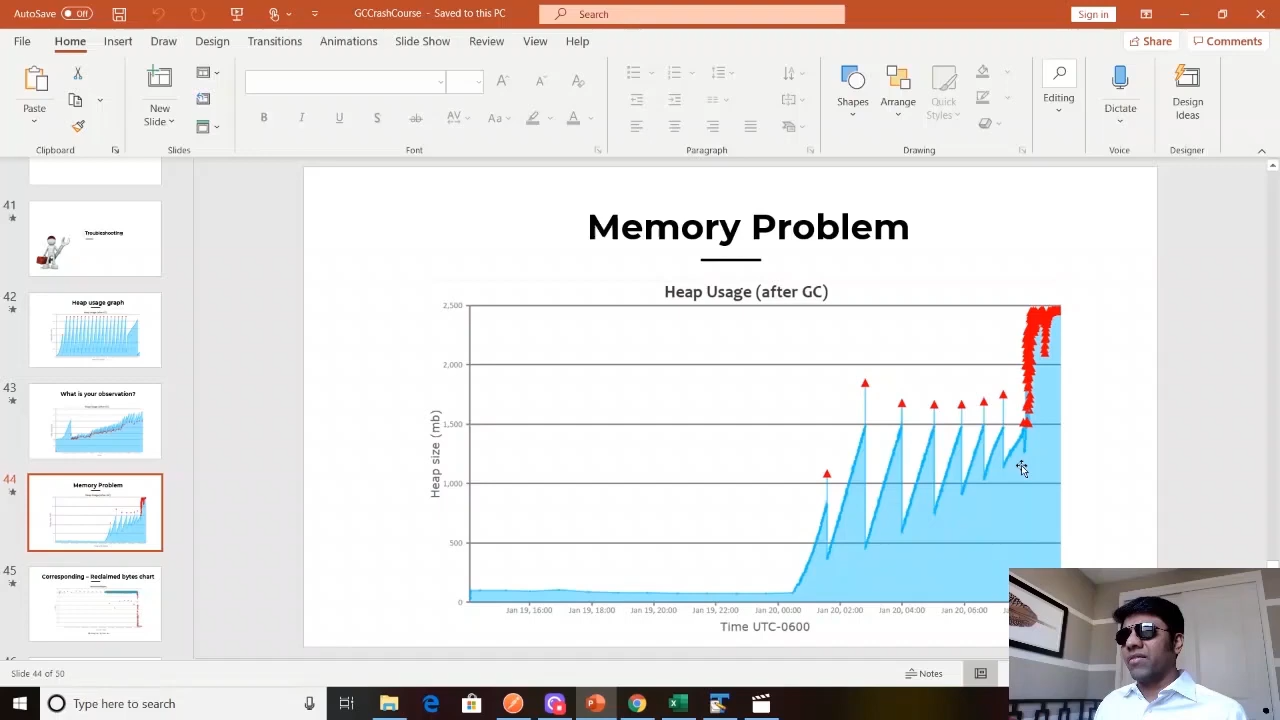 AutoSave Off
GCCrashCourse - Saved to this PC
Search
Sign in
File Home Insert Draw Design Transitions Animations Slide Show Review View Help
Share Comments
Paste
New
Slide
Shapes
Arrange
Quick
Styles
Editing
Dictate
Design
Ideas
Clipboard
Slides
Font
Paragraph
Drawing
Voice
Designer
41
Troubleshooting
42
Heap usage graph
43
What is your observation?
44
Memory Problem
45
Corresponding – Reclaimed bytes chart
Memory Problem
Heap Usage (after GC)
Heap size (mb)
2,500
2,000
1,500
1,000
500
0
Jan 19, 16:00 Jan 19, 18:00 Jan 19, 20:00 Jan 19, 22:00 Jan 20, 00:00 Jan 20, 02:00 Jan 20, 04:00 Jan 20, 06:00
Time UTC-0600
Slide 44 of 50
Notes
Type here to search